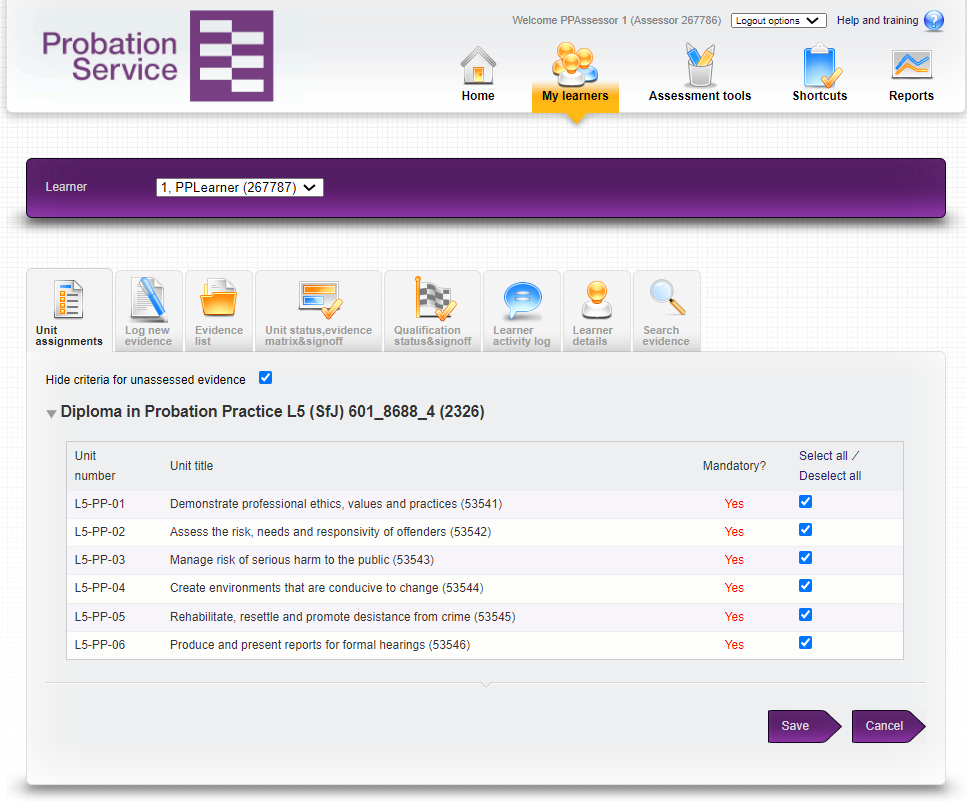 Probation
Service
Welcome PPAssessor 1 (Assessor 267786) Logout options Help and training ?
Home My learners Assessment tools Shortcuts Reports
Learner 1, PPLearner (267787)
Unit
assignments
Log new
evidence
Evidence
list
Unit status,evidence
matrix&signoff
Qualification
status&signoff
Learner
activity log
Learner
details
Search
evidence
Hide criteria for unassessed evidence
Diploma in Probation Practice L5 (SfJ) 601_8688_4 (2326)
Unit
number
Unit title
Mandatory?
Select all /
Deselect all
L5-PP-01 Demonstrate professional ethics, values and practices (53541) Yes
L5-PP-02 Assess the risk, needs and responsivity of offenders (53542) Yes
L5-PP-03 Manage risk of serious harm to the public (53543) Yes
L5-PP-04 Create environments that are conducive to change (53544) Yes
L5-PP-05 Rehabilitate, resettle and promote desistance from crime (53545) Yes
L5-PP-06 Produce and present reports for formal hearings (53546) Yes
Save Cancel